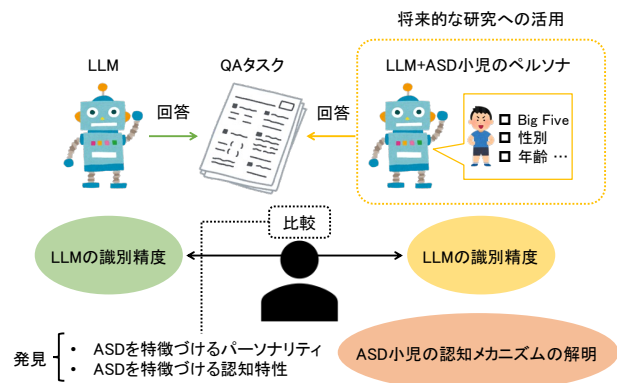 将来的な研究への活用
LLM
QAタスク
LLM+ASD小児のペルソナ
回答
回答
Big Five
性別
年齢 …
比較
LLMの識別精度
LLMの識別精度
発見
• ASDを特徴づけるパーソナリティ
• ASDを特徴づける認知特性
ASD小児の認知メカニズムの解明